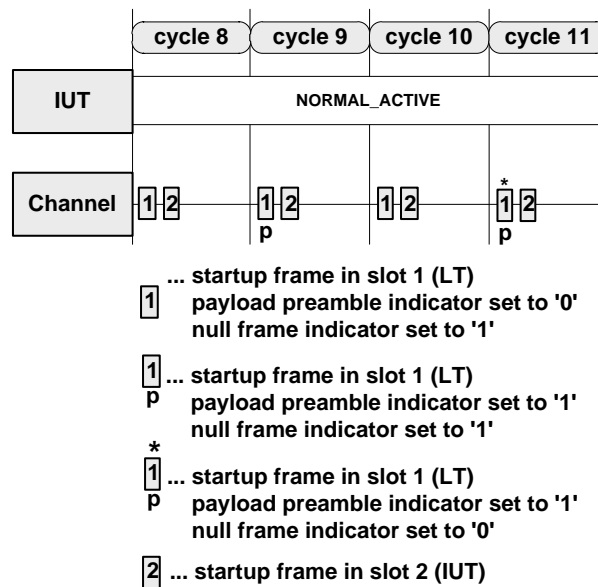 cycle 8 cycle 9 cycle 10 cycle 11
IUT NORMAL_ACTIVE
*
Channel 1 2 1 2 1 2 1 2
p p
... startup frame in slot 1 (LT)
1 payload preamble indicator set to '0'
null frame indicator set to '1'
1 ... startup frame in slot 1 (LT)
p payload preamble indicator set to '1'
null frame indicator set to '1'
*
1 ... startup frame in slot 1 (LT)
p payload preamble indicator set to '1'
null frame indicator set to '0'
2 ... startup frame in slot 2 (IUT)